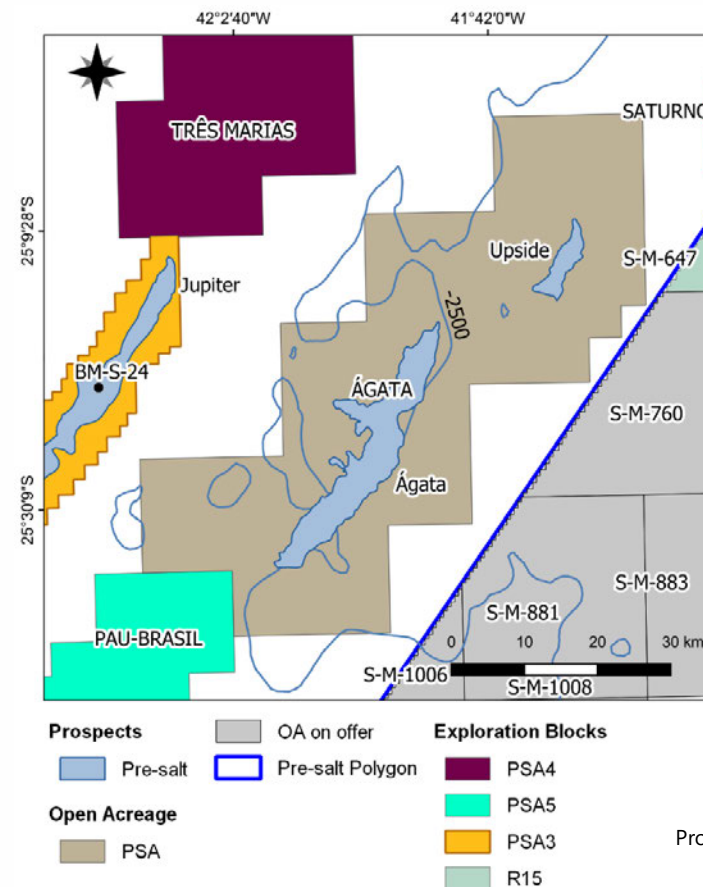 42°2'40"W
41°42'0"W
TRÊS MARIAS
SATURNO
25°9'28"S
Upside
S-M-647
Jupiter
-2500
BM-S-24
ÁGATA
S-M-760
Ágata
25°30'9"S
S-M-883
S-M-881
PAU-BRASIL
0 10 20 30 km
S-M-1006
S-M-1008
Prospects
Pre-salt
Open Acreage
PSA
OA on offer
Pre-salt Polygon
Exploration Blocks
PSA4
PSA5
PSA3
R15
Pro